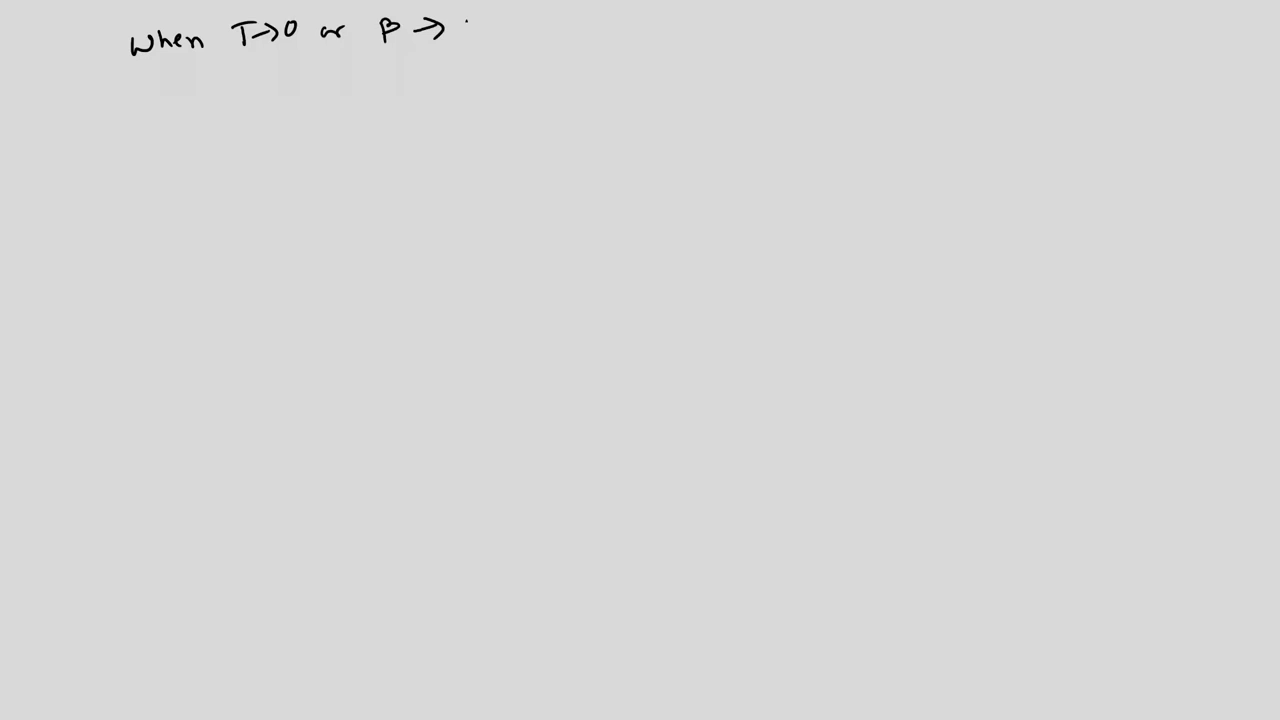 When T→0 or β →